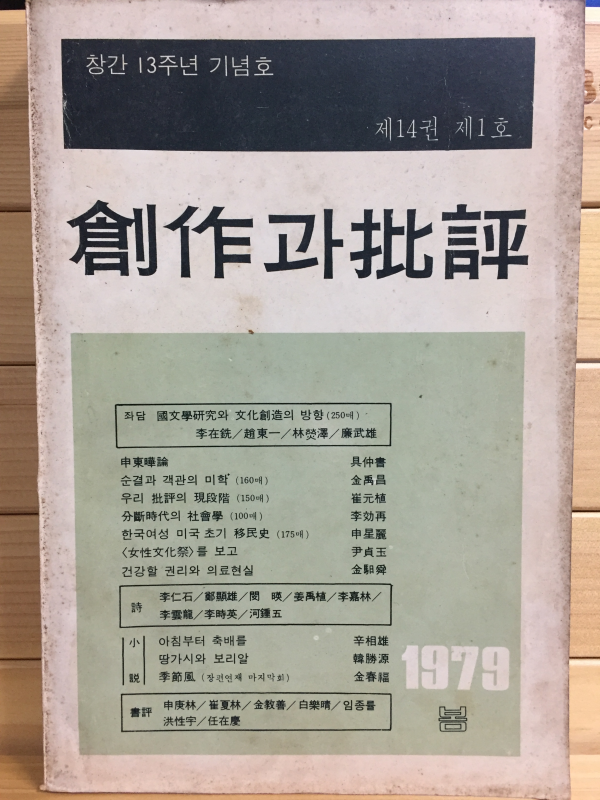 창간 13주년 기념호
제14권 제1호
創作과批評
좌담 國文學硏究와 文化創造의 방향 (250매)
李在銑／趙東一／林熒澤／廉武雄
申東曄論 具仲書
순결과 객관의 미학 (160매) 金禹昌
우리 批評의 現段階 (150매) 崔元植
分斷時代의 社會學 (100매) 李効再
한국여성 미국 초기 移民史 (175매) 申星麗
〈女性文化祭〉를 보고 尹貞玉
건강할 권리와 의료현실 金駬舜
詩 李仁石／鄭顯雄／閔暎／姜禹植／李嘉林／
李雲龍／李時英／河鍾五
小説 아침부터 축배를 辛相雄
땅가시와 보리알 韓勝源
季節風 (장편연재 마지막회) 金春福
書評 申庚林／崔夏林／金敎善／白樂晴／임종률
洪性宇／任在慶
1979
봄